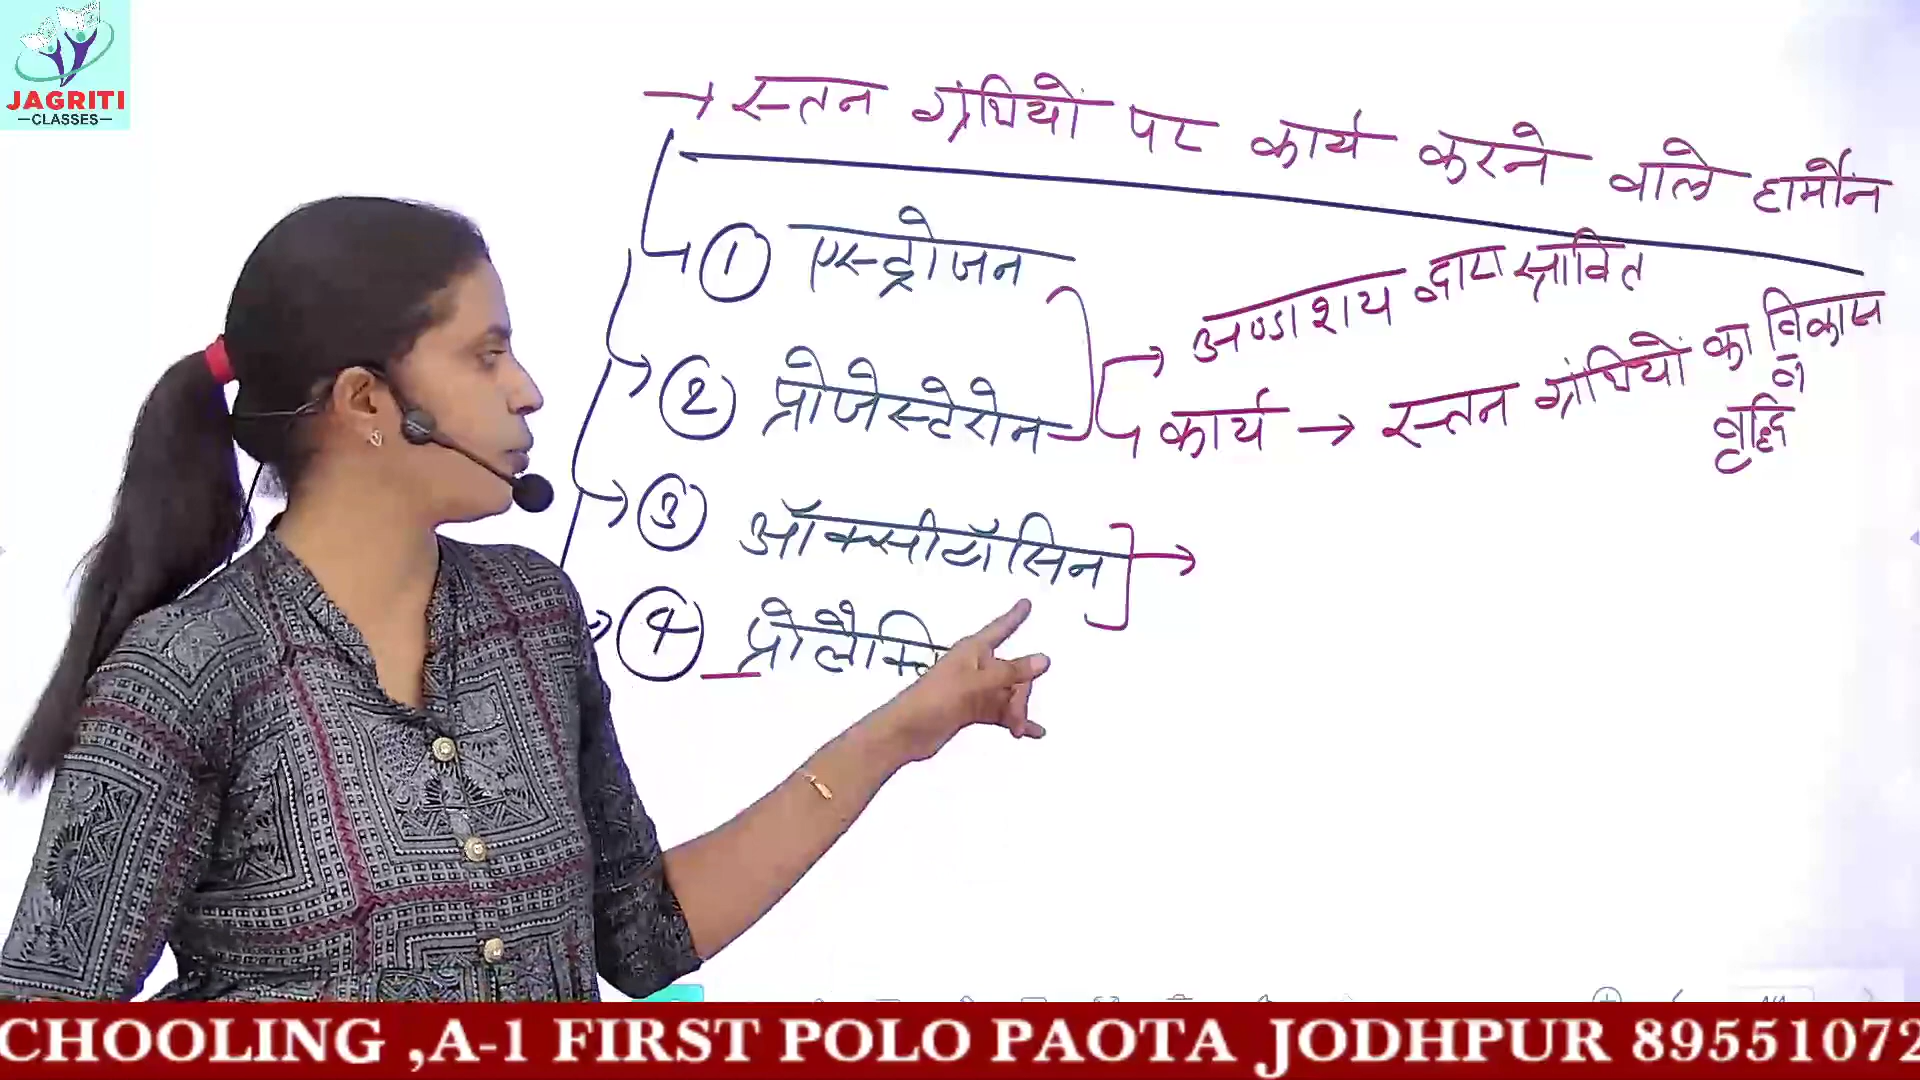 JAGRITI
CLASSES
→ स्तन ग्रंथियों पर कार्य करने वाले हार्मोन
① एस्ट्रोजन
② प्रोजेस्टेरोन
→ अण्डाशय द्वारा स्रावित
कार्य → स्तन ग्रंथियों का विकास
व
वृद्धि
③ ऑक्सीटॉसिन
④ प्रोलैक्
CHOOLING ,A-1 FIRST POLO PAOTA JODHPUR 89551072